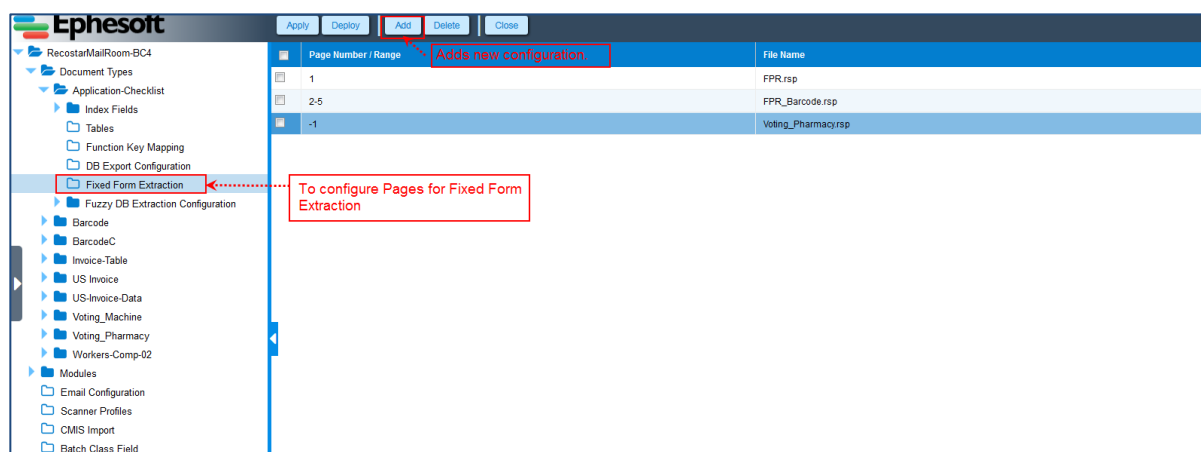 Ephesoft
Apply Deploy Add Delete Close
RecostarMailRoom-BC4
Document Types
Application-Checklist
Index Fields
Tables
Function Key Mapping
DB Export Configuration
Fixed Form Extraction
Fuzzy DB Extraction Configuration
Barcode
BarcodeC
Invoice-Table
US Invoice
US-Invoice-Data
Voting_Machine
Voting_Pharmacy
Workers-Comp-02
Modules
Email Configuration
Scanner Profiles
CMIS Import
Batch Class Field
Page Number / Range File Name
Adds new configuration.
1 FPR.rsp
2-5 FPR_Barcode.rsp
-1 Voting_Pharmacy.rsp
To configure Pages for Fixed Form
Extraction